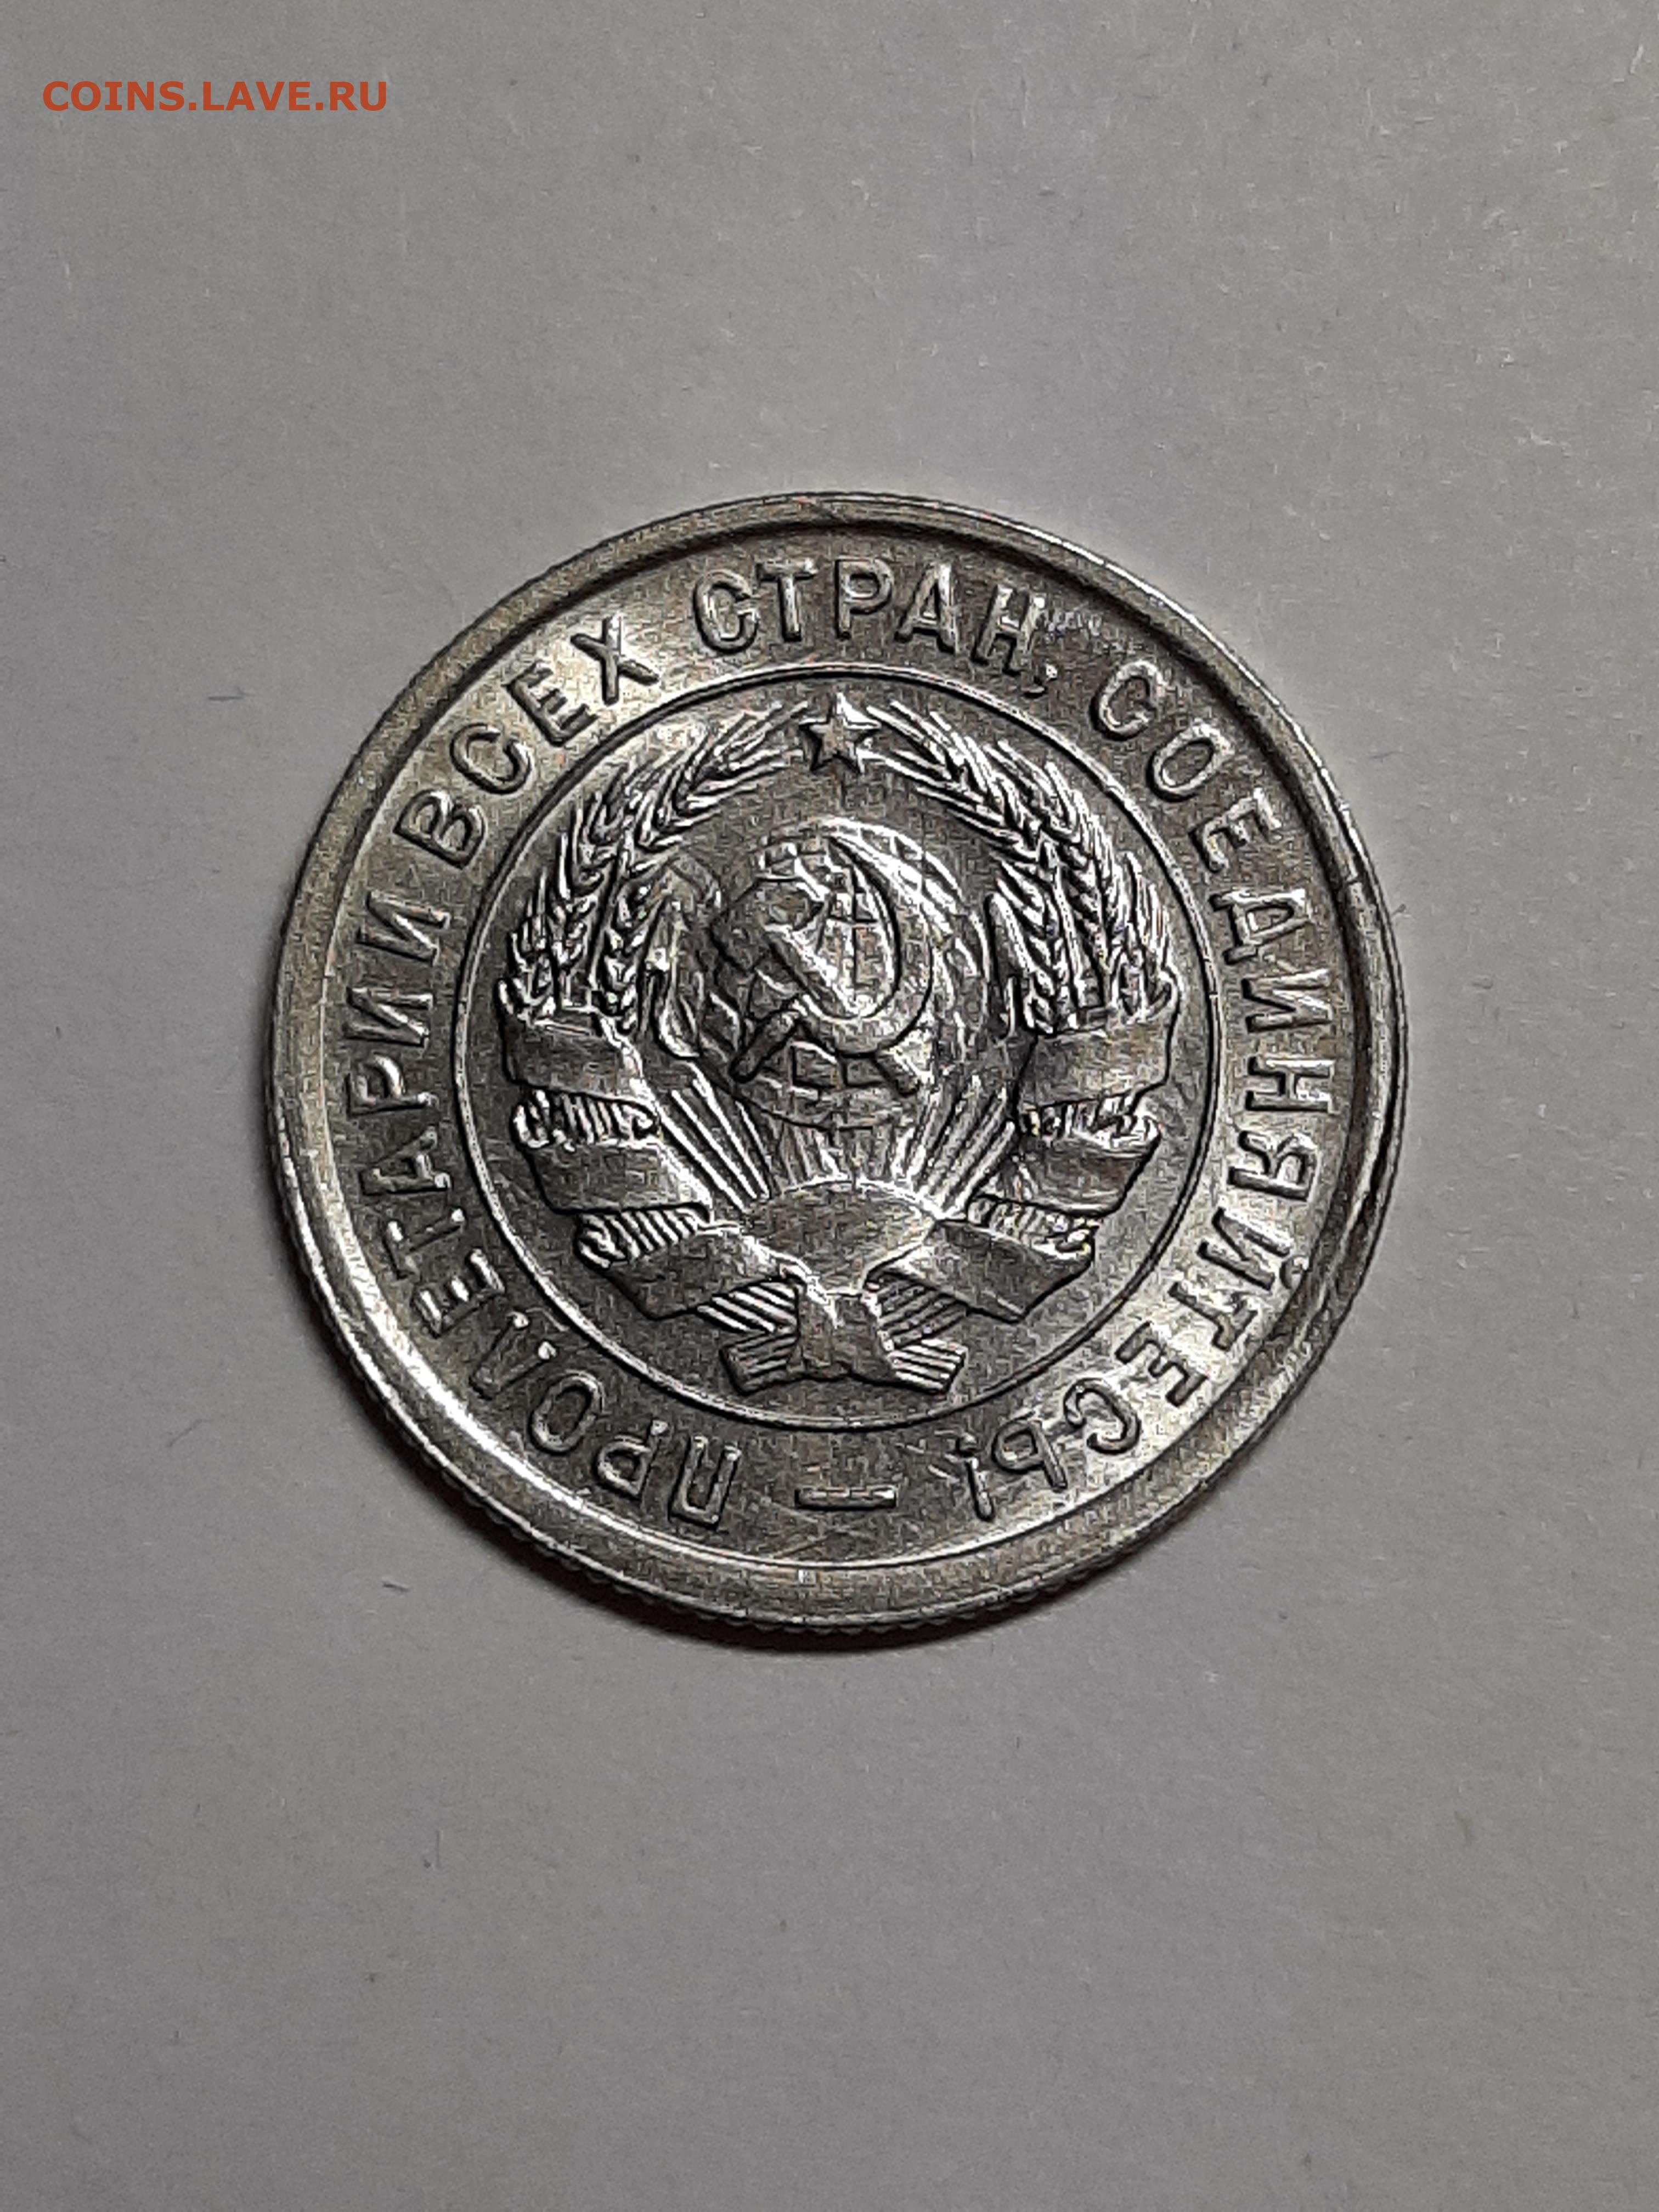 COINS.LAVE.RU
ПРОЛЕТАРИИ ВСЕХ СТРАН, СОЕДИНЯЙТЕСЬ! —